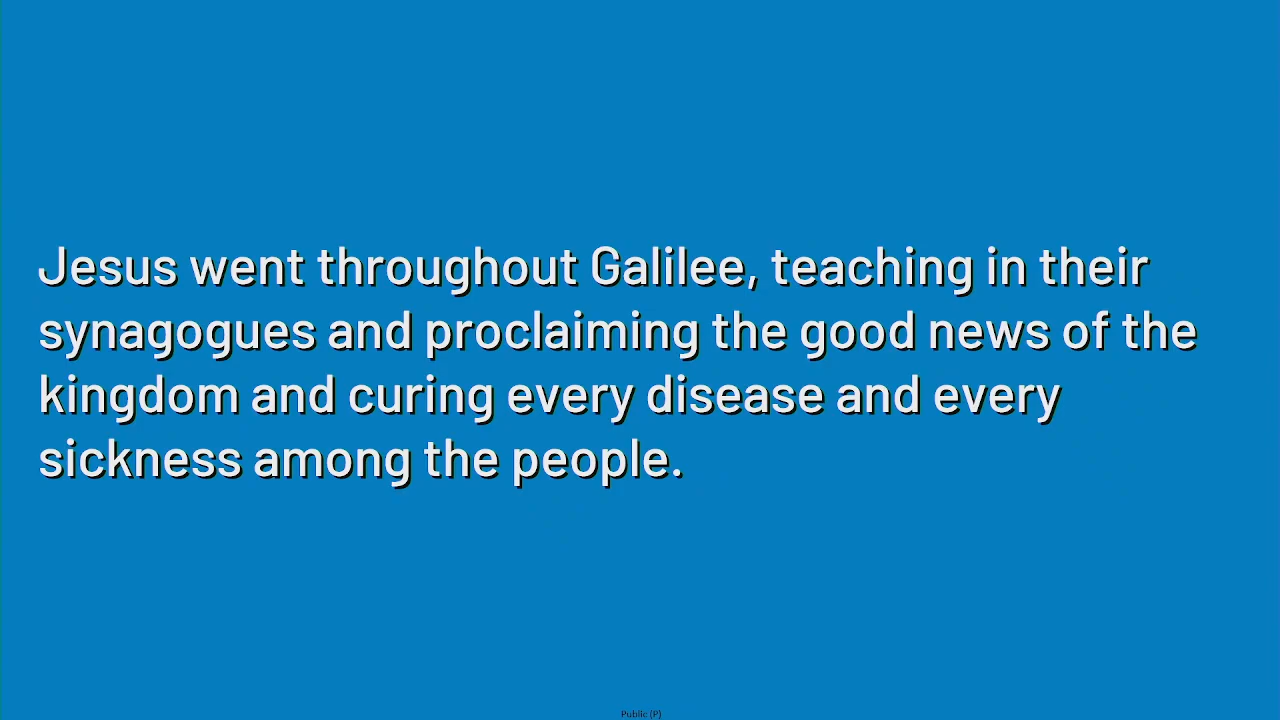 Jesus went throughout Galilee, teaching in their
synagogues and proclaiming the good news of the
kingdom and curing every disease and every
sickness among the people.
Public (P)